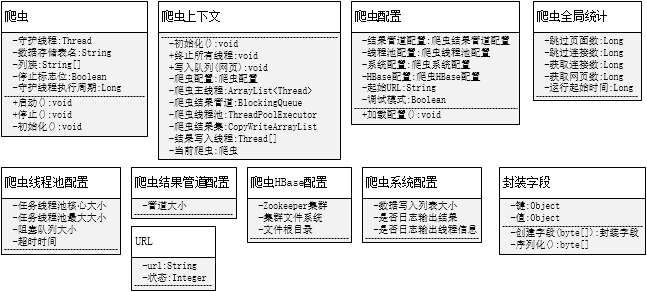 爬虫
-守护线程:Thread
-数据存储表名:String
-列族:String[]
-停止标志位:Boolean
-守护线程执行周期:Long
+启动():void
+停止():void
-初始化():void
爬虫上下文
-初始化():void
+终止所有线程:void
+写入队列(网页):void
-爬虫配置:爬虫配置
-爬虫主线程:ArrayList<Thread>
-爬虫结果管道:BlockingQueue
-爬虫线程池:ThreadPoolExecutor
-爬虫结果集:CopyWriteArrayList
-结果写入线程:Thread[]
-当前爬虫:爬虫
爬虫配置
-结果管道配置:爬虫结果管道配置
-线程池配置:爬虫线程池配置
-系统配置:爬虫系统配置
-HBase配置:爬虫HBase配置
-起始URL:String
-调试模式:Boolean
+加载配置():void
爬虫全局统计
-跳过页面数:Long
-跳过连接数:Long
-获取连接数:Long
-获取网页数:Long
-运行起始时间:Long
爬虫线程池配置
-任务线程池核心大小
-任务线程池最大大小
-阻塞队列大小
-超时时间
爬虫结果管道配置
-管道大小
URL
-url:String
-状态:Integer
爬虫HBase配置
-Zookeeper集群
-集群文件系统
-文件根目录
爬虫系统配置
-数据写入列表大小
-是否日志输出结果
-是否日志输出线程信息
封装字段
-键:Object
-值:Object
-创建字段(byte[]):封装字段
-序列化():byte[]